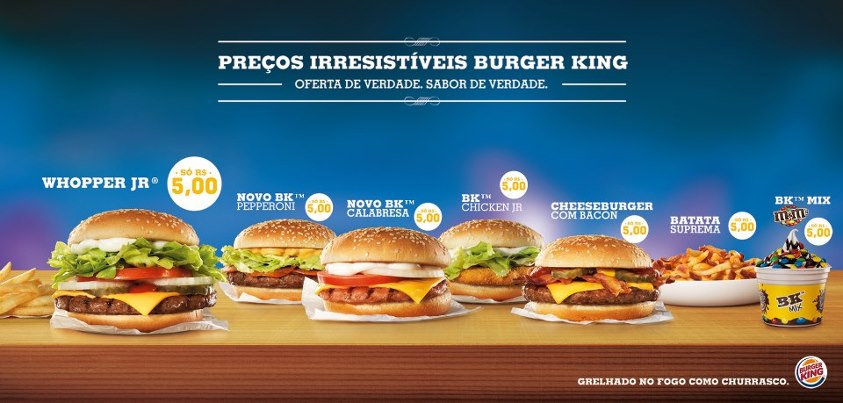 PREÇOS IRRESISTÍVEIS BURGER KING
OFERTA DE VERDADE. SABOR DE VERDADE.
WHOPPER JR®
SÓ R$
5,00
NOVO BK™
PEPPERONI
SÓ R$
5,00
NOVO BK™
CALABRESA
SÓ R$
5,00
BK™
CHICKEN JR
SÓ R$
5,00
CHEESEBURGER
COM BACON
SÓ R$
5,00
BATATA
SUPREMA
SÓ R$
5,00
BK™ MIX
m&m's
SÓ R$
5,00
BK™
MIX
GRELHADO NO FOGO COMO CHURRASCO.
BURGER
KING